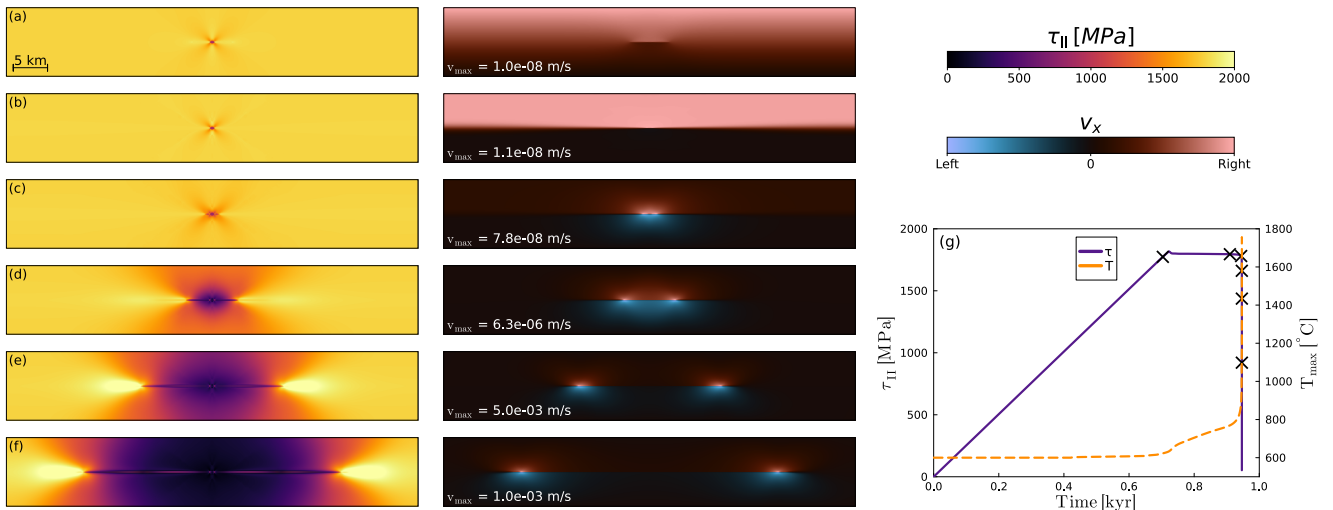 (a)
5 km
v_max = 1.0e-08 m/s
(b)
v_max = 1.1e-08 m/s
(c)
v_max = 7.8e-08 m/s
(d)
v_max = 6.3e-06 m/s
(e)
v_max = 5.0e-03 m/s
(f)
v_max = 1.0e-03 m/s
τ_II [MPa]
0 500 1000 1500 2000
v_x
Left 0 Right
(g)
τ
T
2000
1500
1000
500
0
τ_II [MPa]
0.0 0.2 0.4 0.6 0.8 1.0
Time [kyr]
1800
1600
1400
1200
1000
800
600
T_max [°C]